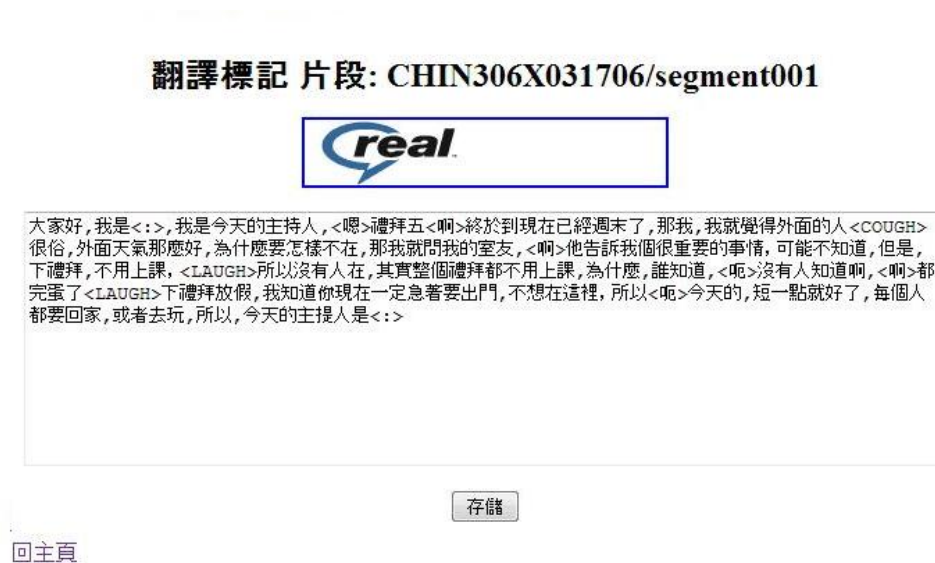 翻譯標記 片段: CHIN306X031706/segment001
real
大家好,我是<:>,我是今天的主持人,<嗯>禮拜五<啊>終於到現在已經週末了,那我,我就覺得外面的人<COUGH>
很俗,外面天氣那麼好,為什麼要怎樣不在,那我就問我的室友,<啊>他告訴我個很重要的事情,可能不知道,但是,
下禮拜,不用上課,<LAUGH>所以沒有人在,其實整個禮拜都不用上課,為什麼,誰知道,<呃>沒有人知道啊,<啊>都
完蛋了<LAUGH>下禮拜放假,我知道你現在一定急著要出門,不想在這裡,所以<呃>今天的,短一點就好了,每個人
都要回家,或者去玩,所以,今天的主提人是<:>
存儲
回主頁